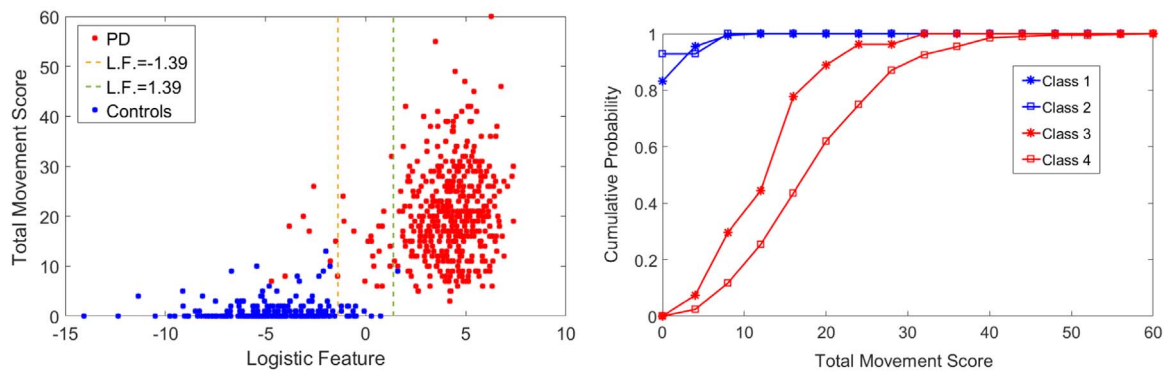 60
50
40
30
20
10
0
-15
-10
-5
0
5
10
Total Movement Score
Logistic Feature
PD
L.F.=-1.39
L.F.=1.39
Controls
1
0.8
0.6
0.4
0.2
0
0
10
20
30
40
50
60
Cumulative Probability
Total Movement Score
Class 1
Class 2
Class 3
Class 4